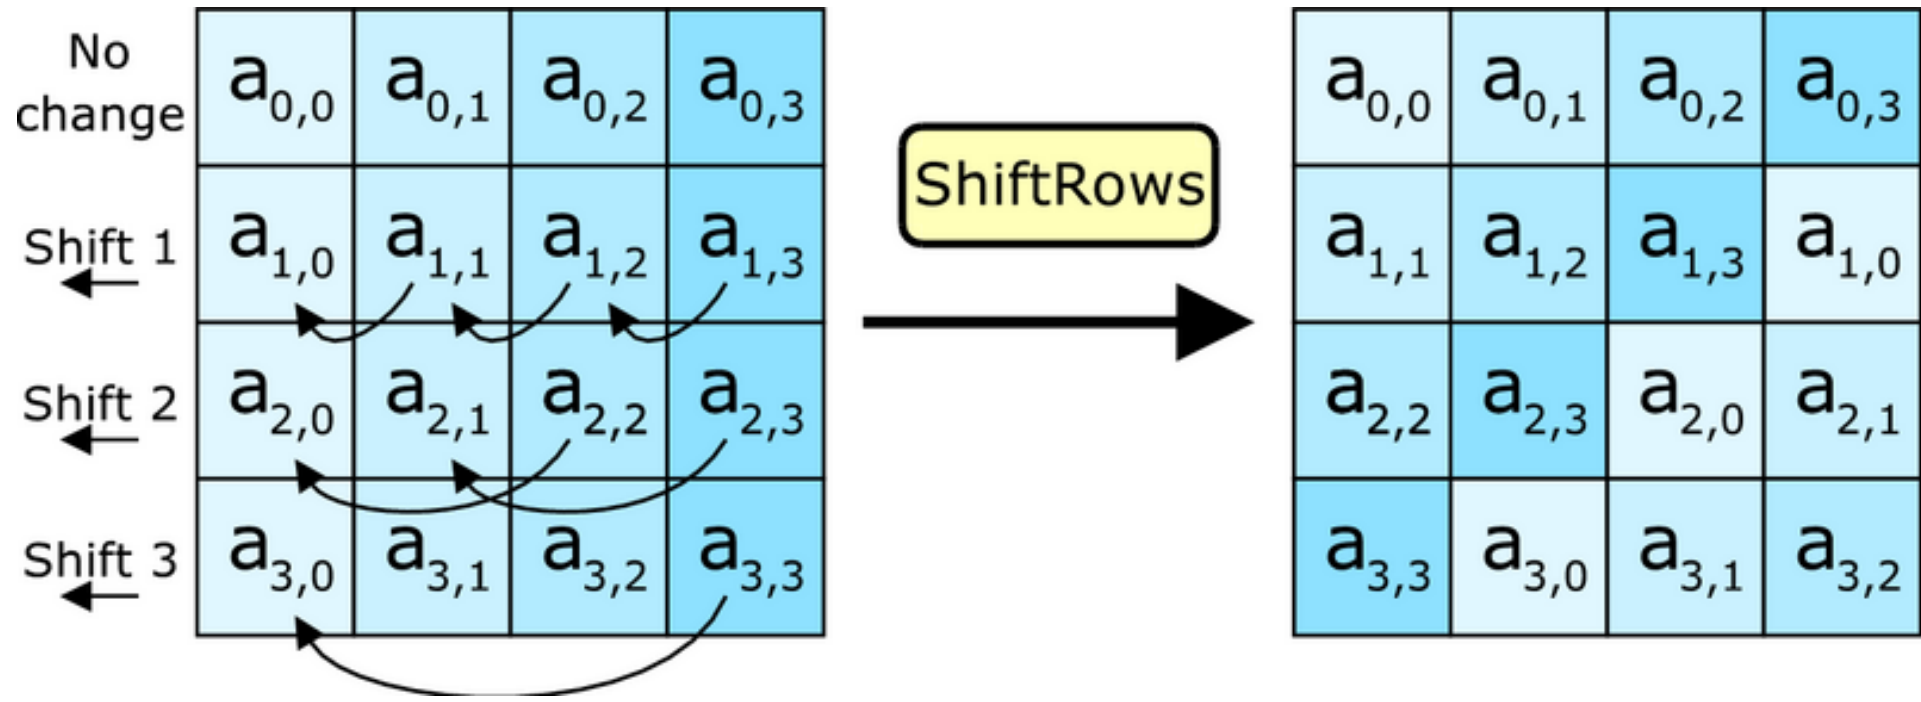 No
change
a0,0 a0,1 a0,2 a0,3
Shift 1
a1,0 a1,1 a1,2 a1,3
Shift 2
a2,0 a2,1 a2,2 a2,3
Shift 3
a3,0 a3,1 a3,2 a3,3
ShiftRows
a0,0 a0,1 a0,2 a0,3
a1,1 a1,2 a1,3 a1,0
a2,2 a2,3 a2,0 a2,1
a3,3 a3,0 a3,1 a3,2